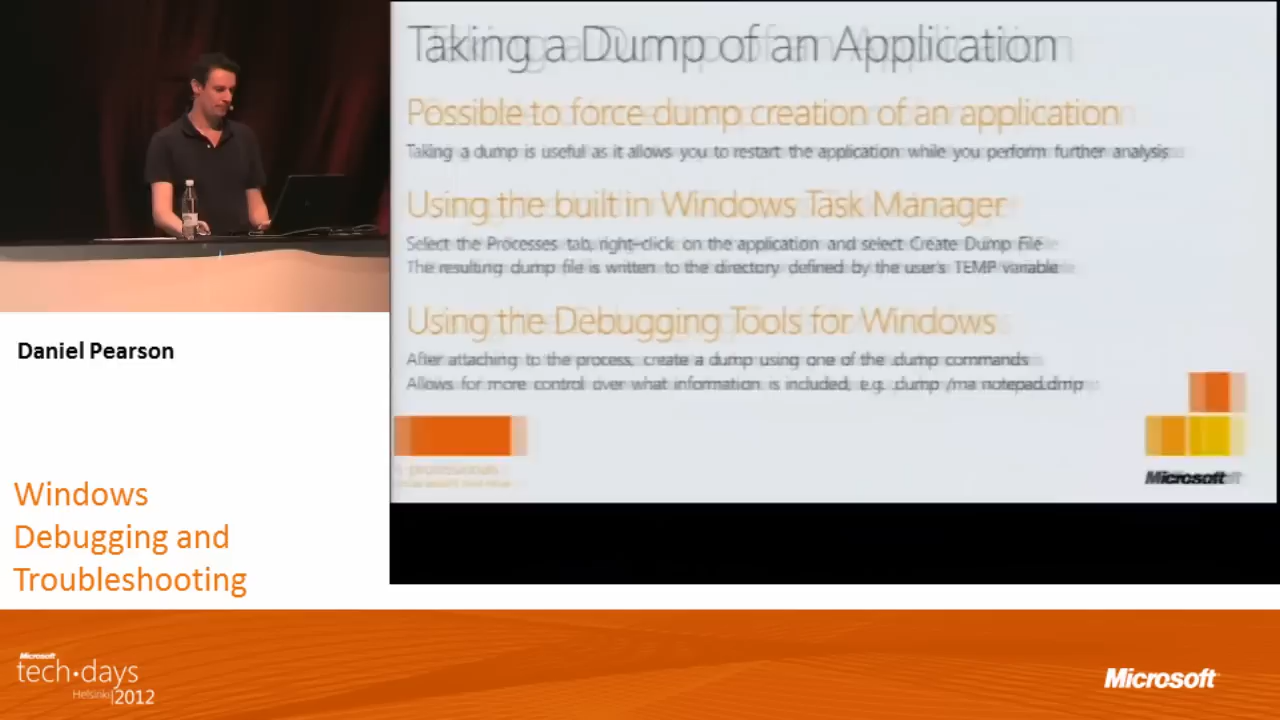 Taking a Dump of an Application
Possible to force dump creation of an application
Taking a dump is useful as it allows you to restart the application while you perform further analysis
Using the built in Windows Task Manager
Select the Processes tab, right-click on the application and select Create Dump File
The resulting dump file is written to the directory defined by the user's TEMP variable
Using the Debugging Tools for Windows
After attaching to the process, create a dump using one of the .dump commands
Allows for more control over what information is included, e.g. .dump /ma notepad.dmp
professionals
Microsoft
Daniel Pearson
Windows
Debugging and
Troubleshooting
Microsoft
tech·days
Helsinki|2012
Microsoft